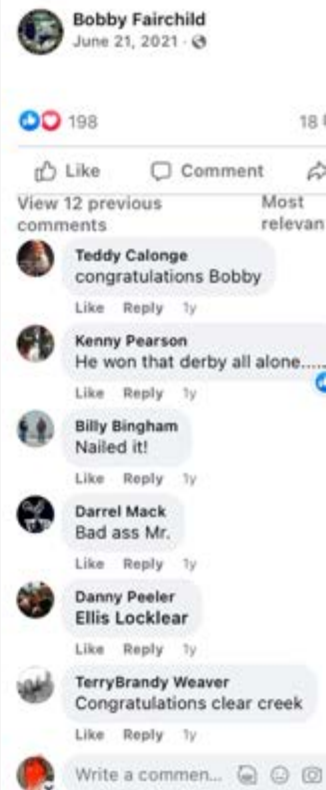 Bobby Fairchild
June 21, 2021 ·
198
18
Like Comment
View 12 previous comments
Most relevan
Teddy Calonge
congratulations Bobby
Like Reply 1y
Kenny Pearson
He won that derby all alone.....
Like Reply 1y
Billy Bingham
Nailed it!
Like Reply 1y
Darrel Mack
Bad ass Mr.
Like Reply 1y
Danny Peeler
Ellis Locklear
Like Reply 1y
TerryBrandy Weaver
Congratulations clear creek
Like Reply 1y
Write a commen...